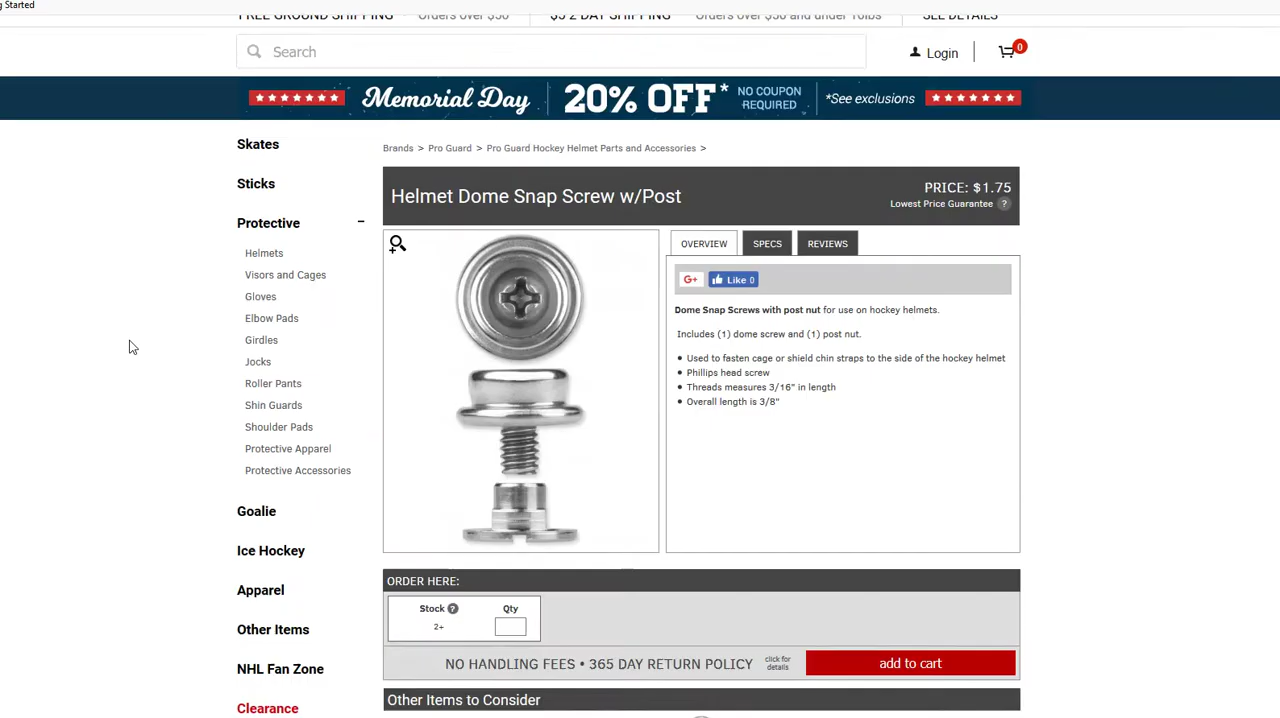 g Started
FREE GROUND SHIPPING Orders over $50 $5 2 DAY SHIPPING Orders over $50 and under 10lbs SEE DETAILS
Search
Login 0
Memorial Day 20% OFF* NO COUPON REQUIRED *See exclusions
Skates
Sticks
Protective
Helmets
Visors and Cages
Gloves
Elbow Pads
Girdles
Jocks
Roller Pants
Shin Guards
Shoulder Pads
Protective Apparel
Protective Accessories
Goalie
Ice Hockey
Apparel
Other Items
NHL Fan Zone
Clearance
Brands > Pro Guard > Pro Guard Hockey Helmet Parts and Accessories >
Helmet Dome Snap Screw w/Post
PRICE: $1.75
Lowest Price Guarantee ?
OVERVIEW SPECS REVIEWS
G+ Like 0
Dome Snap Screws with post nut for use on hockey helmets.
Includes (1) dome screw and (1) post nut.
• Used to fasten cage or shield chin straps to the side of the hockey helmet
• Phillips head screw
• Threads measures 3/16" in length
• Overall length is 3/8"
ORDER HERE:
Stock ? Qty
2+
NO HANDLING FEES • 365 DAY RETURN POLICY click for details add to cart
Other Items to Consider